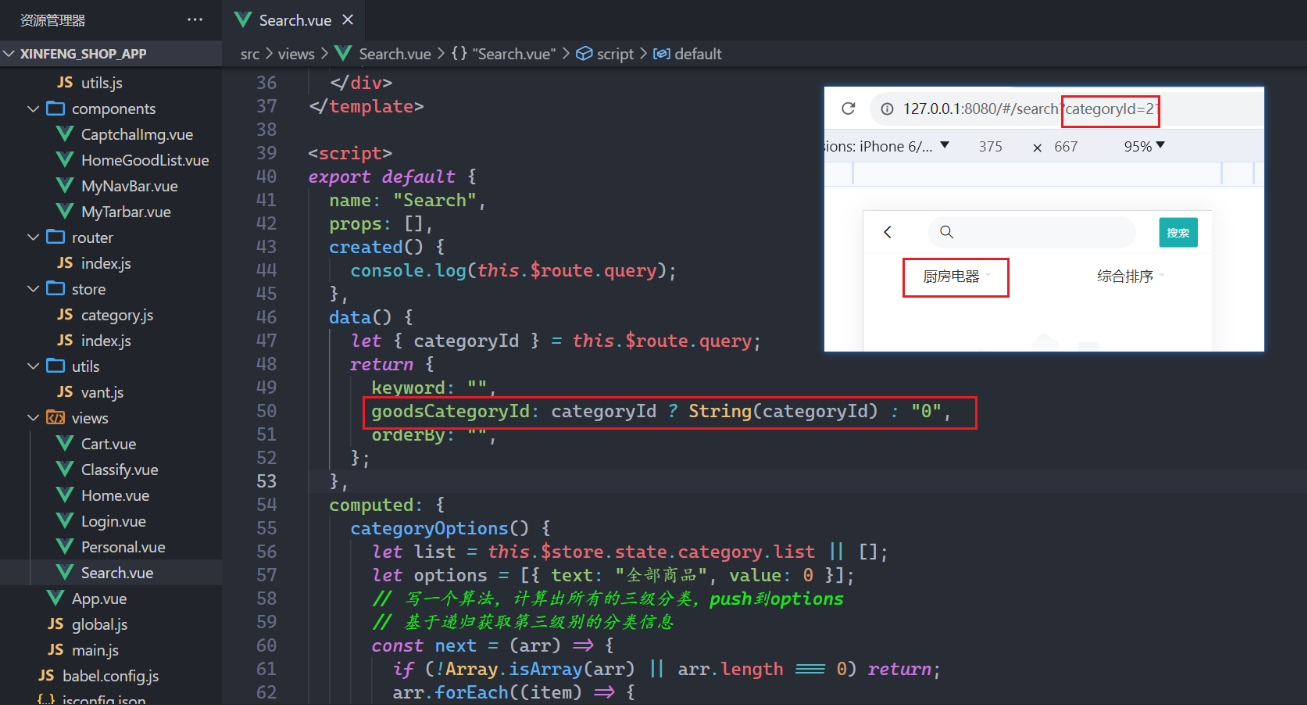 资源管理器 ···
XINFENG_SHOP_APP
JS utils.js
components
CaptchaImg.vue
HomeGoodList.vue
MyNavBar.vue
MyTarbar.vue
router
JS index.js
store
JS category.js
JS index.js
utils
JS vant.js
views
Cart.vue
Classify.vue
Home.vue
Login.vue
Personal.vue
Search.vue
App.vue
JS global.js
JS main.js
JS babel.config.js
{..} jsconfig.json
Search.vue ×
src > views > Search.vue > {} "Search.vue" > script > default
36 </div>
37 </template>
38
39 <script>
40 export default {
41 name: "Search",
42 props: [],
43 created() {
44 console.log(this.$route.query);
45 },
46 data() {
47 let { categoryId } = this.$route.query;
48 return {
49 keyword: "",
50 goodsCategoryId: categoryId ? String(categoryId) : "0",
51 orderBy: "",
52 };
53 },
54 computed: {
55 categoryOptions() {
56 let list = this.$store.state.category.list || [];
57 let options = [{ text: "全部商品", value: 0 }];
58 // 写一个算法, 计算出所有的三级分类, push到options
59 // 基于递归获取第三级别的分类信息
60 const next = (arr) => {
61 if (!Array.isArray(arr) || arr.length === 0) return;
62 arr.forEach((item) => {
127.0.0.1:8080/#/search?categoryId=21
sions: iPhone 6/... ▼ 375 × 667 95% ▼
搜索
厨房电器 综合排序